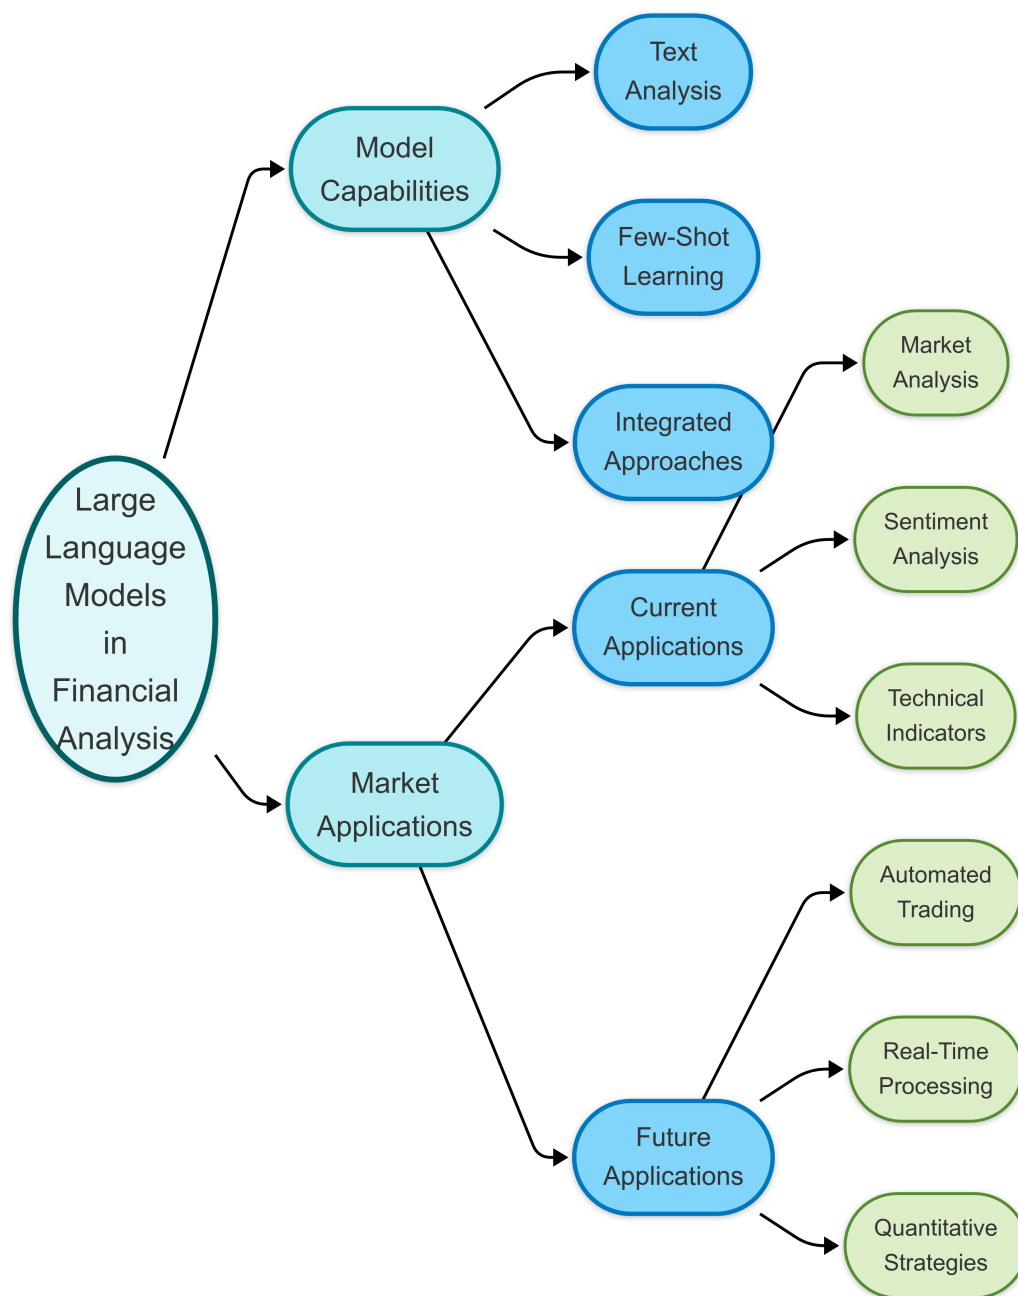 Large
Language
Models
in
Financial
Analysis
Model
Capabilities
Text
Analysis
Few-Shot
Learning
Integrated
Approaches
Market
Applications
Current
Applications
Market
Analysis
Sentiment
Analysis
Technical
Indicators
Future
Applications
Automated
Trading
Real-Time
Processing
Quantitative
Strategies